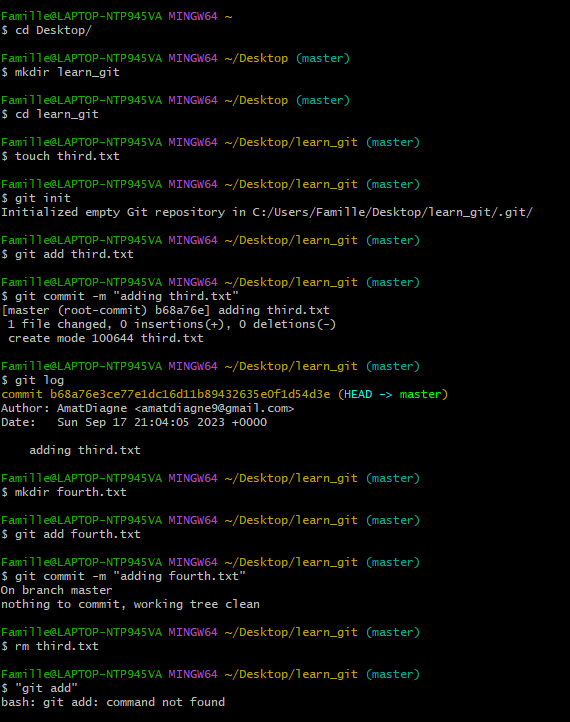 Famille@LAPTOP-NTP945VA MINGW64 ~
$ cd Desktop/
Famille@LAPTOP-NTP945VA MINGW64 ~/Desktop (master)
$ mkdir learn_git
Famille@LAPTOP-NTP945VA MINGW64 ~/Desktop (master)
$ cd learn_git
Famille@LAPTOP-NTP945VA MINGW64 ~/Desktop/learn_git (master)
$ touch third.txt
Famille@LAPTOP-NTP945VA MINGW64 ~/Desktop/learn_git (master)
$ git init
Initialized empty Git repository in C:/Users/Famille/Desktop/learn_git/.git/
Famille@LAPTOP-NTP945VA MINGW64 ~/Desktop/learn_git (master)
$ git add third.txt
Famille@LAPTOP-NTP945VA MINGW64 ~/Desktop/learn_git (master)
$ git commit -m "adding third.txt"
[master (root-commit) b68a76e] adding third.txt
 1 file changed, 0 insertions(+), 0 deletions(-)
 create mode 100644 third.txt
Famille@LAPTOP-NTP945VA MINGW64 ~/Desktop/learn_git (master)
$ git log
commit b68a76e3ce77e1dc16d11b89432635e0f1d54d3e (HEAD -> master)
Author: AmatDiagne <amatdiagne9@gmail.com>
Date:   Sun Sep 17 21:04:05 2023 +0000
    adding third.txt
Famille@LAPTOP-NTP945VA MINGW64 ~/Desktop/learn_git (master)
$ mkdir fourth.txt
Famille@LAPTOP-NTP945VA MINGW64 ~/Desktop/learn_git (master)
$ git add fourth.txt
Famille@LAPTOP-NTP945VA MINGW64 ~/Desktop/learn_git (master)
$ git commit -m "adding fourth.txt"
On branch master
nothing to commit, working tree clean
Famille@LAPTOP-NTP945VA MINGW64 ~/Desktop/learn_git (master)
$ rm third.txt
Famille@LAPTOP-NTP945VA MINGW64 ~/Desktop/learn_git (master)
$ "git add"
bash: git add: command not found